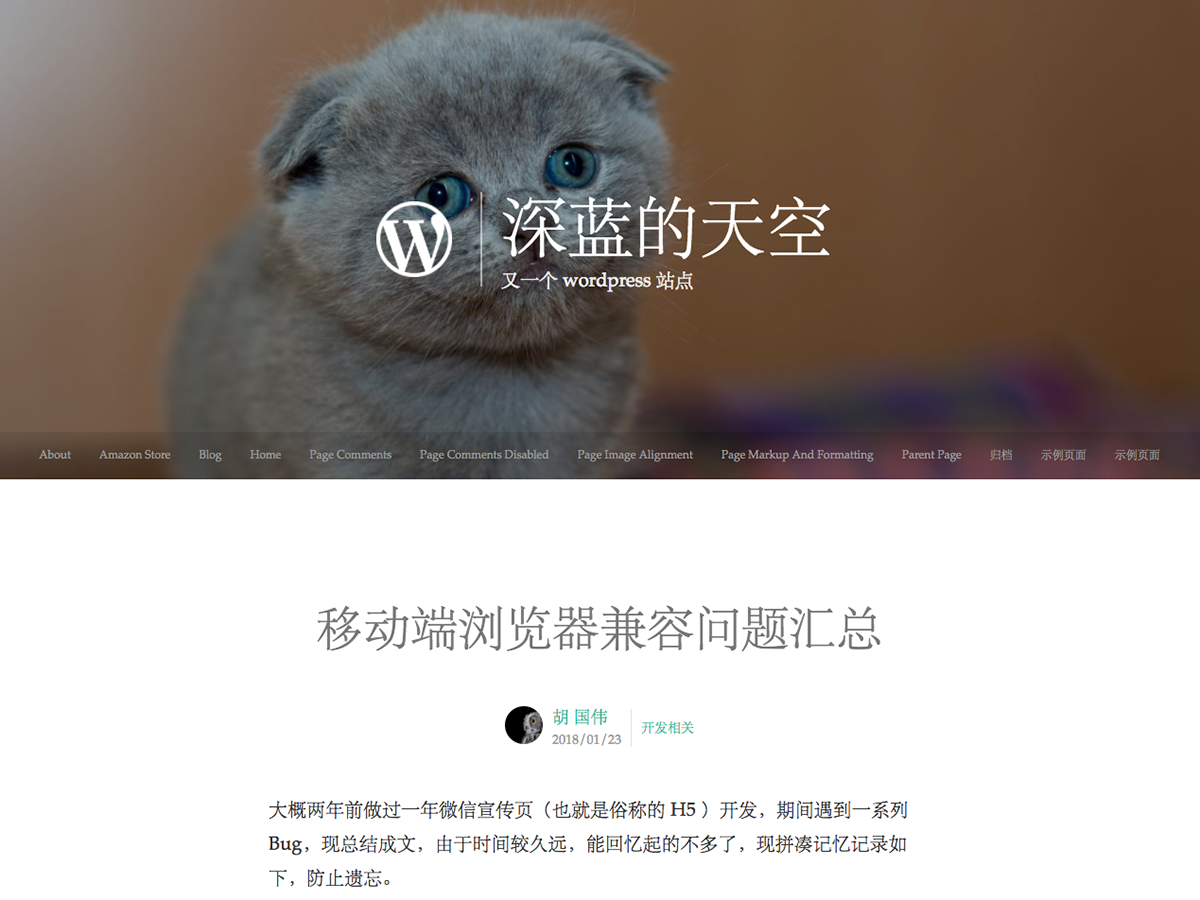 深蓝的天空
又一个 wordpress 站点
About Amazon Store Blog Home Page Comments Page Comments Disabled Page Image Alignment Page Markup And Formatting Parent Page 归档 示例页面 示例页面
移动端浏览器兼容问题汇总
胡 国伟
2018/01/23
开发相关
大概两年前做过一年微信宣传页（也就是俗称的 H5 ）开发，期间遇到一系列
Bug，现总结成文，由于时间较久远，能回忆起的不多了，现拼凑记忆记录如
下，防止遗忘。